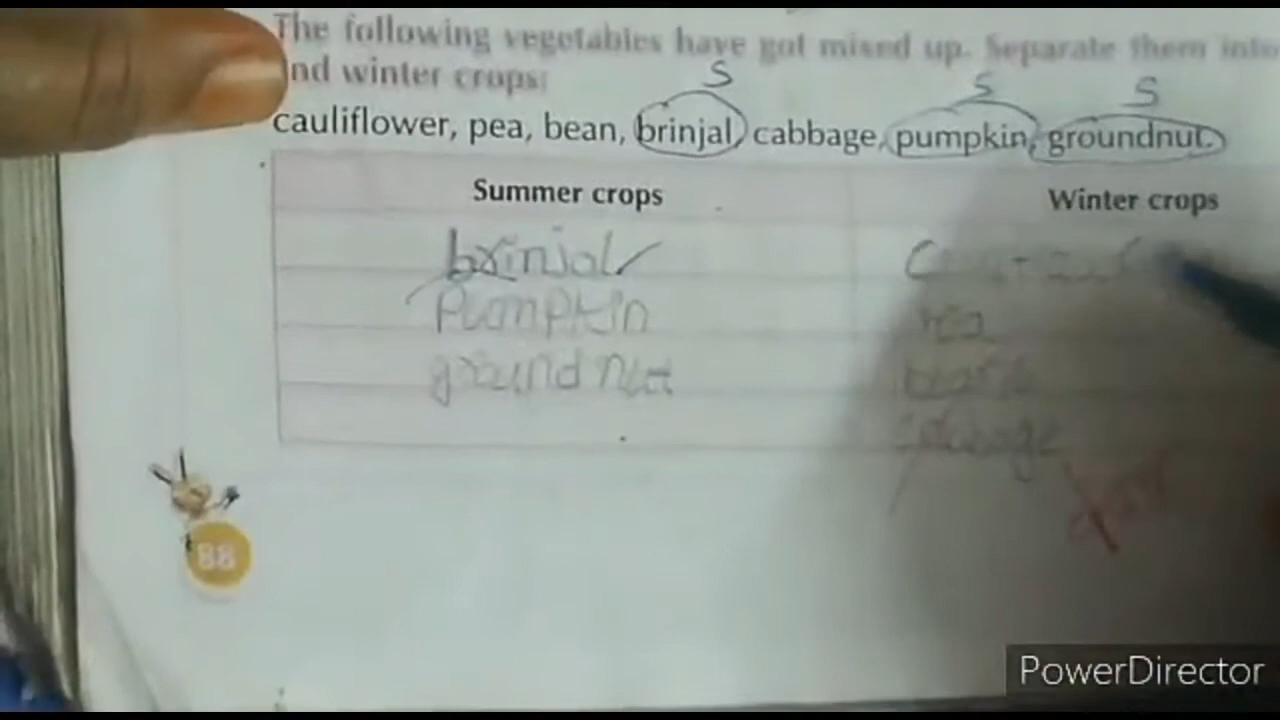 The following vegetables have got mixed up. Separate them into
and winter crops:
S S S
cauliflower, pea, bean, brinjal, cabbage, pumpkin, groundnut.
Summer crops Winter crops
brinjal
Pumpkin Pea
ground nut
88
PowerDirector